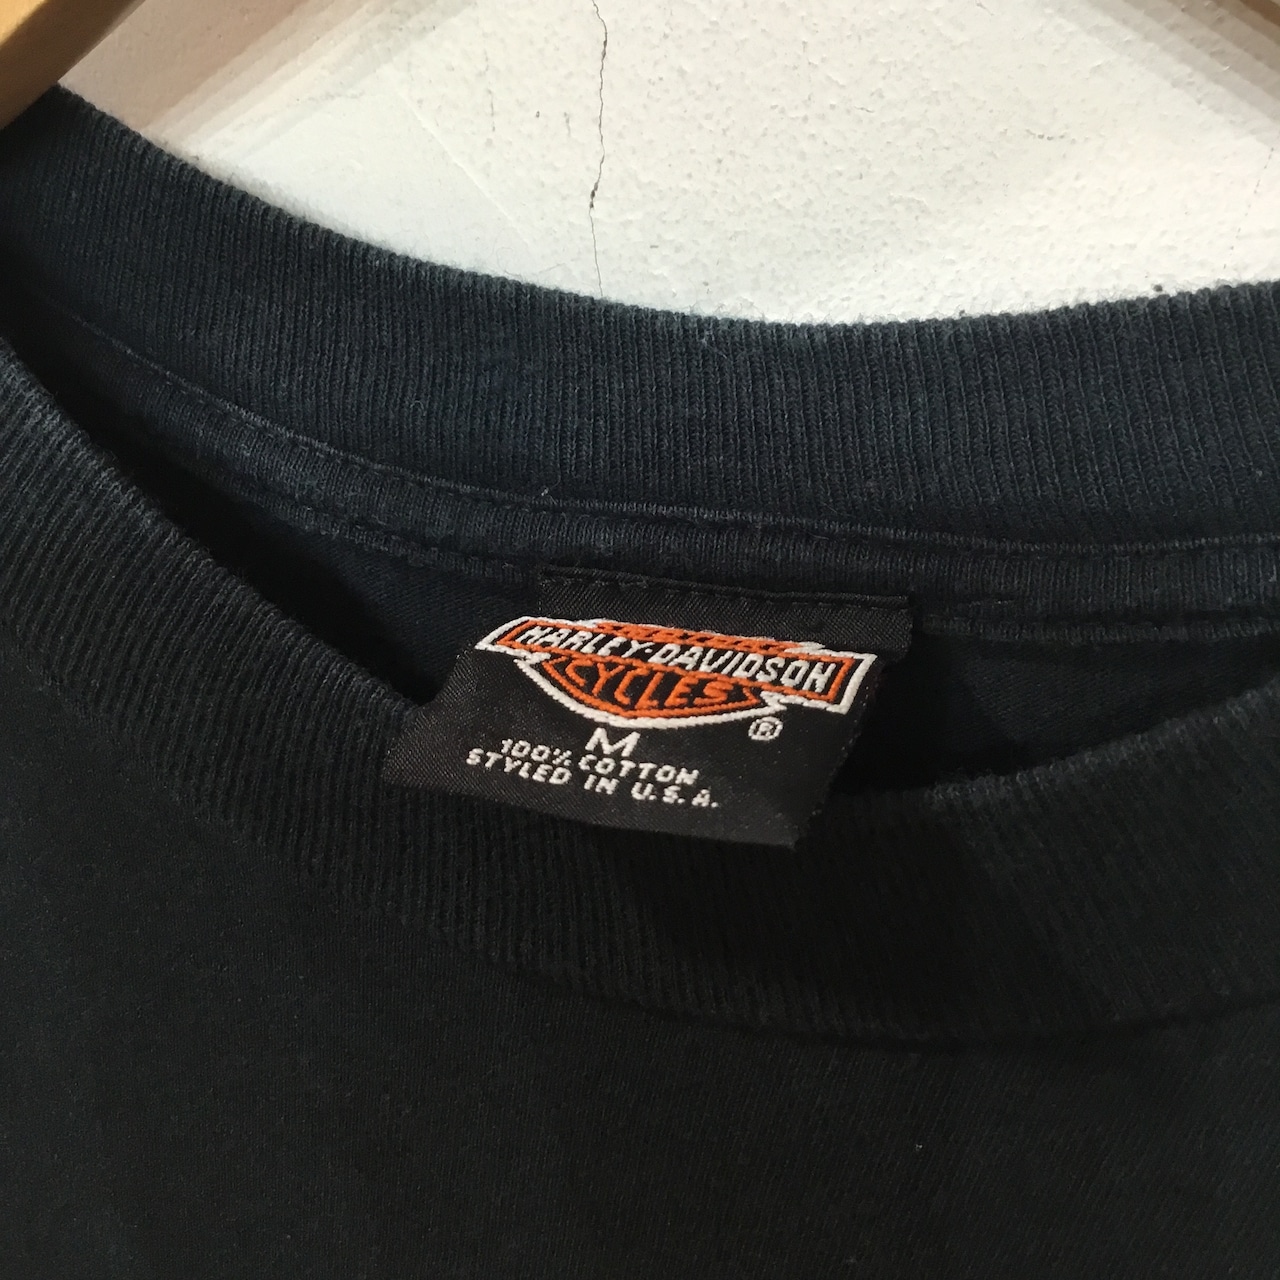 HARLEY-DAVIDSON
CYCLES
®
M
100% COTTON
STYLED IN U.S.A.